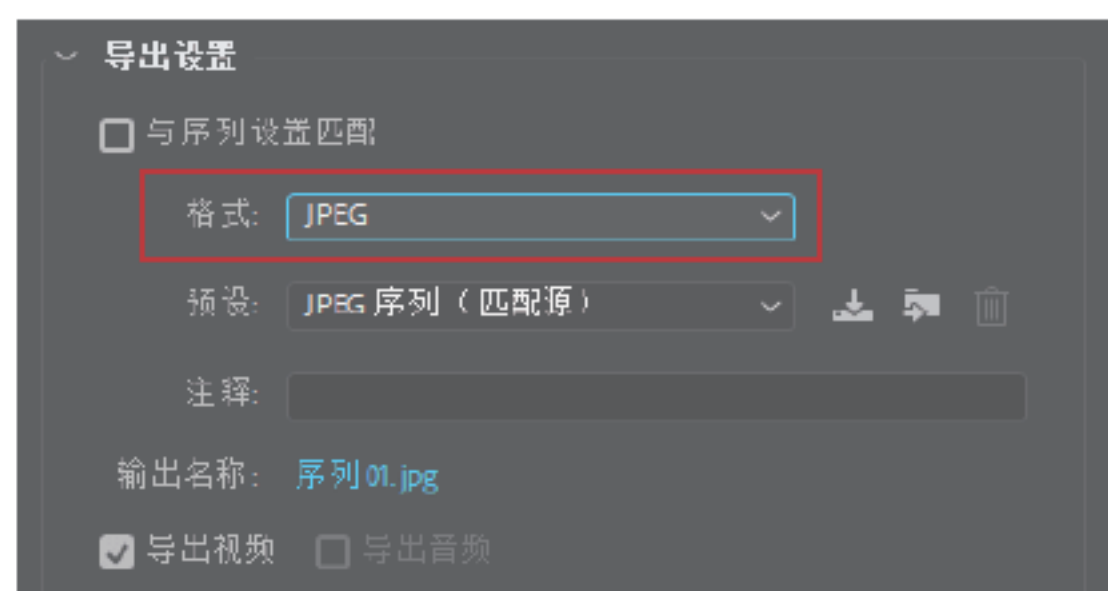 导出设置
与序列设置匹配
格式: JPEG
预设: JPEG 序列（匹配源）
注释:
输出名称: 序列 01.jpg
导出视频 导出音频